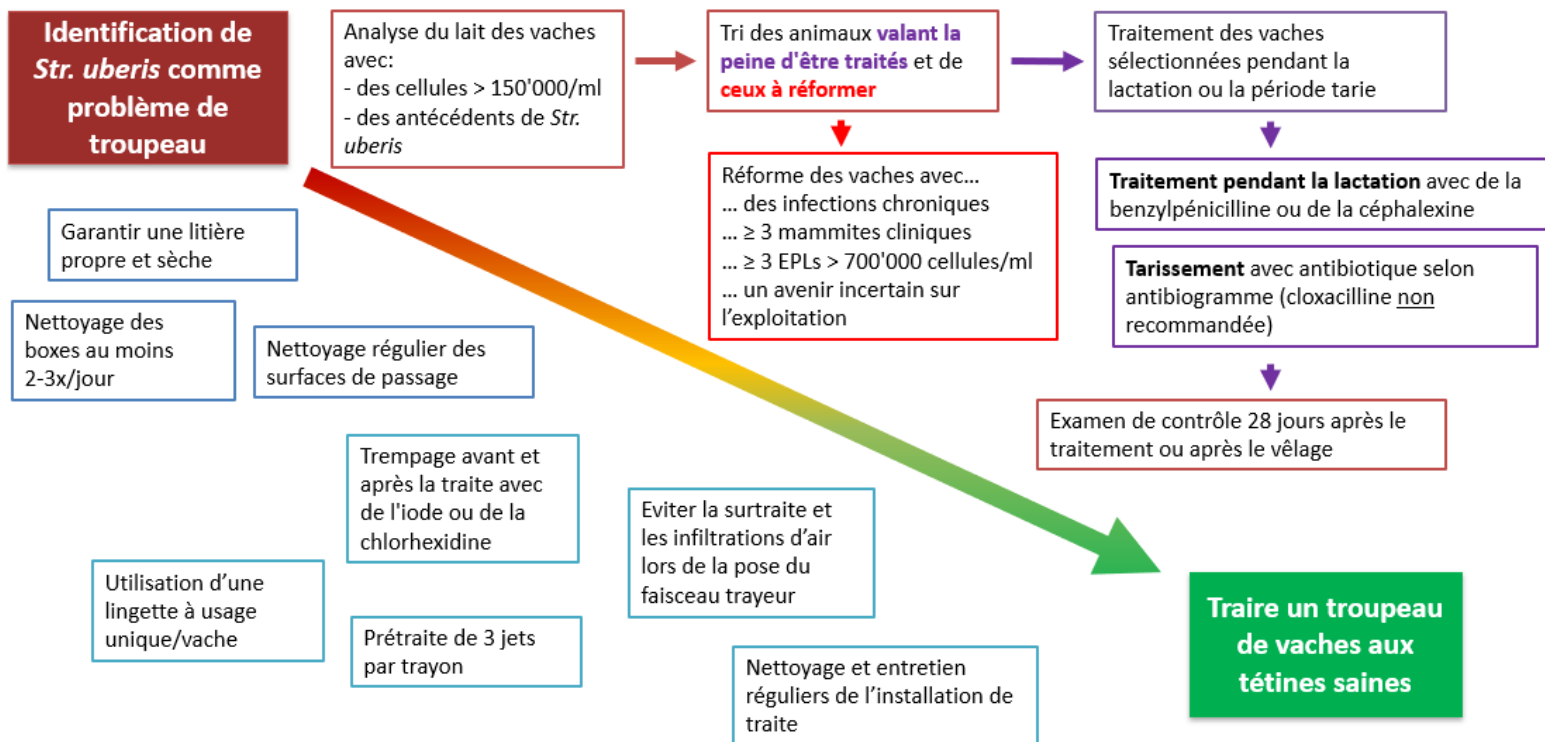 Identification de
Str. uberis comme
problème de
troupeau
Analyse du lait des vaches
avec:
- des cellules > 150'000/ml
- des antécédents de Str.
uberis
Tri des animaux valant la
peine d'être traités et de
ceux à réformer
Traitement des vaches
sélectionnées pendant la
lactation ou la période tarie
Réforme des vaches avec...
... des infections chroniques
... ≥ 3 mammites cliniques
... ≥ 3 EPLs > 700'000 cellules/ml
... un avenir incertain sur
l’exploitation
Traitement pendant la lactation avec de la
benzylpénicilline ou de la céphalexine
Tarissement avec antibiotique selon
antibiogramme (cloxacilline non
recommandée)
Examen de contrôle 28 jours après le
traitement ou après le vêlage
Garantir une litière
propre et sèche
Nettoyage des
boxes au moins
2-3x/jour
Nettoyage régulier des
surfaces de passage
Trempage avant et
après la traite avec
de l'iode ou de la
chlorhexidine
Utilisation d’une
lingette à usage
unique/vache
Prétraite de 3 jets
par trayon
Eviter la surtraite et
les infiltrations d’air
lors de la pose du
faisceau trayeur
Nettoyage et entretien
réguliers de l’installation de
traite
Traire un troupeau
de vaches aux
tétines saines